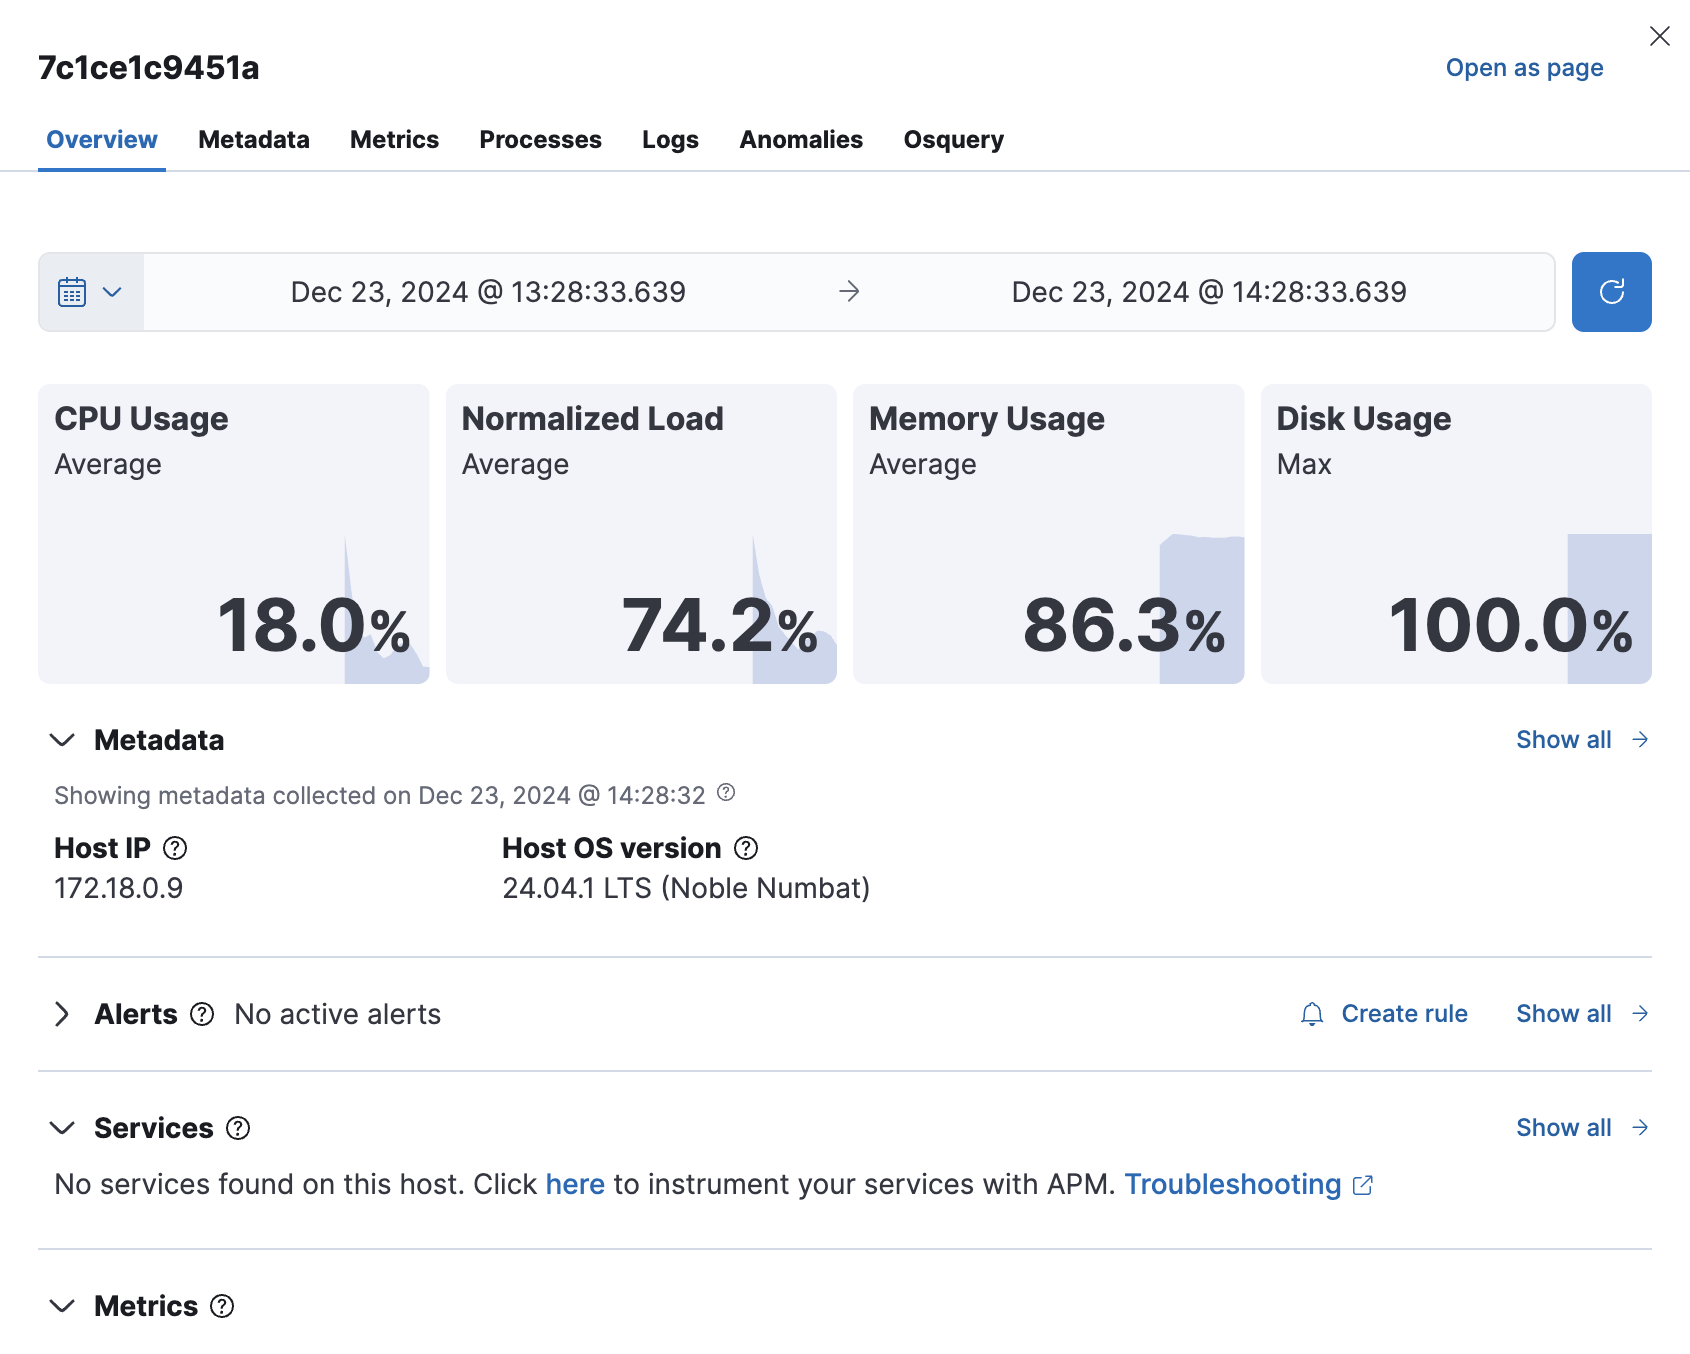 7c1ce1c9451a
Open as page
Overview Metadata Metrics Processes Logs Anomalies Osquery
Dec 23, 2024 @ 13:28:33.639 → Dec 23, 2024 @ 14:28:33.639
CPU Usage
Average
18.0%
Normalized Load
Average
74.2%
Memory Usage
Average
86.3%
Disk Usage
Max
100.0%
Metadata
Show all →
Showing metadata collected on Dec 23, 2024 @ 14:28:32
Host IP
172.18.0.9
Host OS version
24.04.1 LTS (Noble Numbat)
Alerts No active alerts
Create rule
Show all →
Services
Show all →
No services found on this host. Click here to instrument your services with APM. Troubleshooting
Metrics